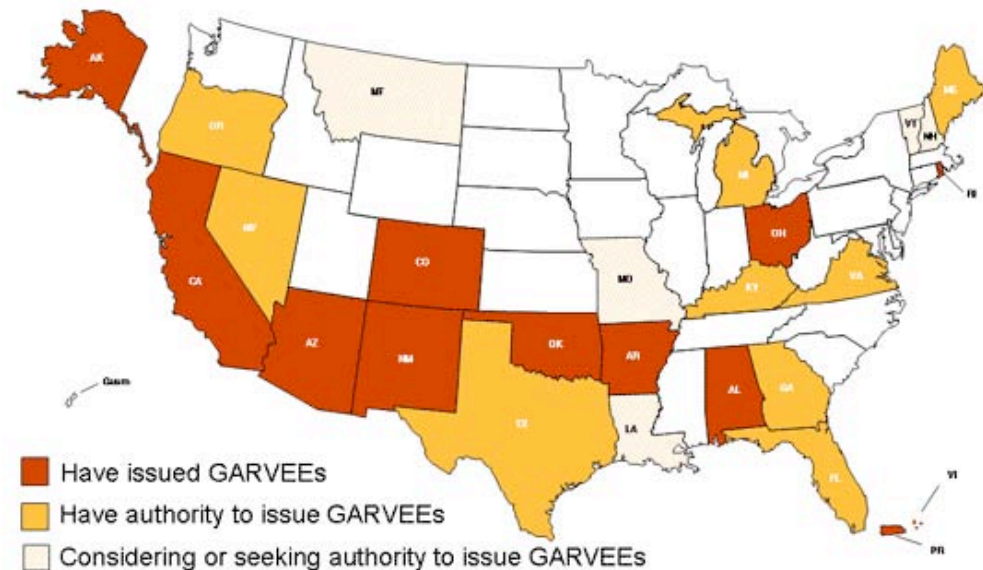 AK
MT
ME
OR
VT
NH
MI
RI
NV
OH
CO
CA
MO
KY
VA
AZ
NM
OK
AR
Guam
AL
GA
TX
LA
FL
VI
PR
Have issued GARVEEs
Have authority to issue GARVEEs
Considering or seeking authority to issue GARVEEs